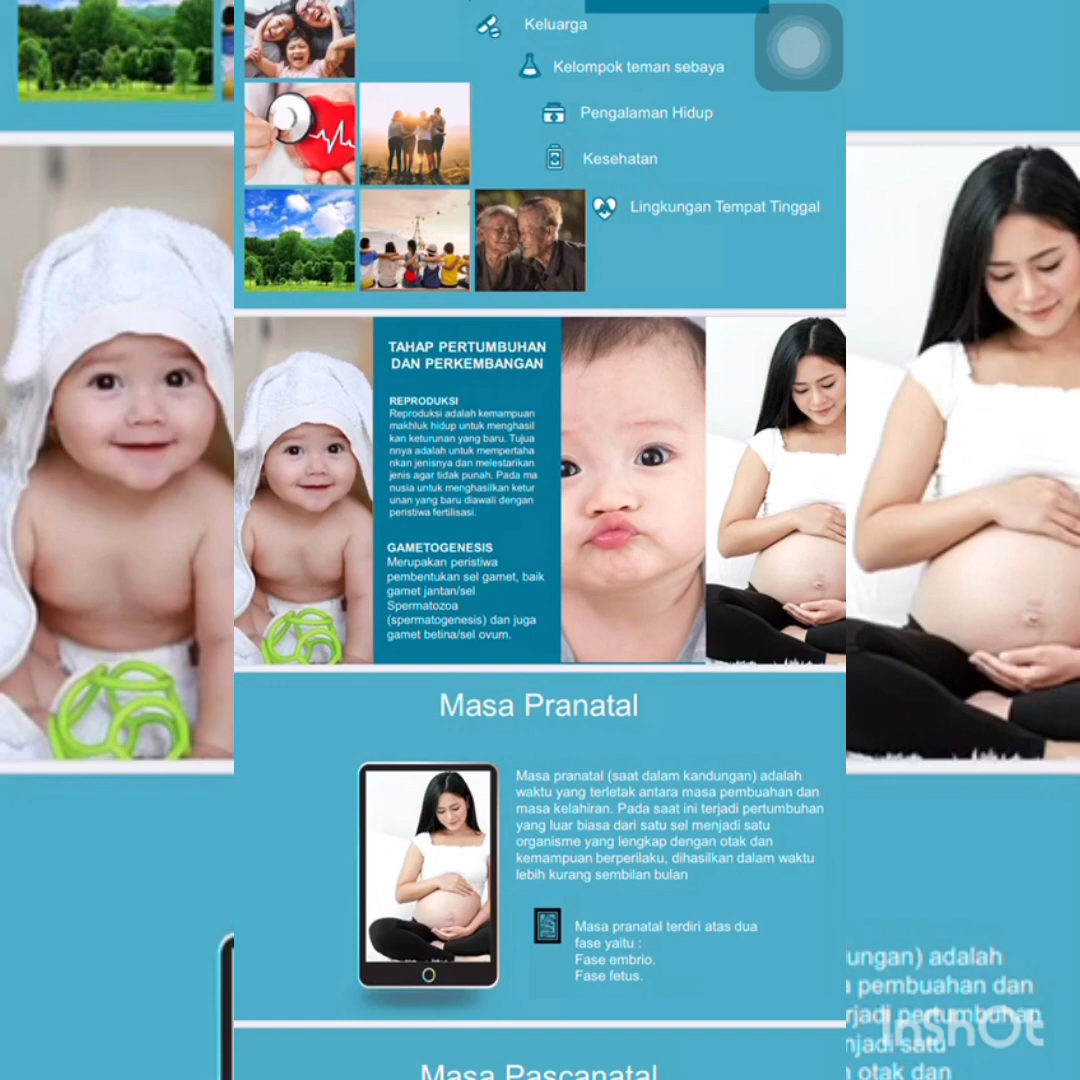 Keluarga
Kelompok teman sebaya
Pengalaman Hidup
Kesehatan
Lingkungan Tempat Tinggal
TAHAP PERTUMBUHAN
DAN PERKEMBANGAN
REPRODUKSI
Reproduksi adalah kemampuan
makhluk hidup untuk menghasil
kan keturunan yang baru. Tujua
nnya adalah untuk mempertaha
nkan jenisnya dan melestarikan
jenis agar tidak punah. Pada ma
nusia untuk menghasilkan ketur
unan yang baru diawali dengan
peristiwa fertilisasi.
GAMETOGENESIS
Merupakan peristiwa
pembentukan sel gamet, baik
gamet jantan/sel
Spermatozoa
(spermatogenesis) dan juga
gamet betina/sel ovum.
Masa Pranatal
Masa pranatal (saat dalam kandungan) adalah
waktu yang terletak antara masa pembuahan dan
masa kelahiran. Pada saat ini terjadi pertumbuhan
yang luar biasa dari satu sel menjadi satu
organisme yang lengkap dengan otak dan
kemampuan berperilaku, dihasilkan dalam waktu
lebih kurang sembilan bulan
Masa pranatal terdiri atas dua
fase yaitu :
Fase embrio.
Fase fetus.
Masa Pascanatal
ungan) adalah
pembuahan dan
rjadi pertumbuhan
njadi satu
otak dan
InShOt